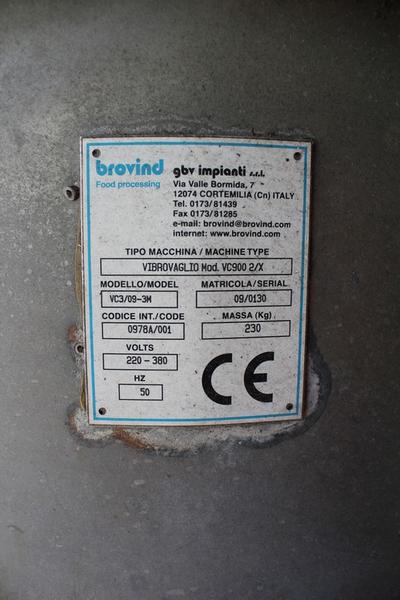 brovind
Food processing
gbv impianti s.r.l.
Via Valle Bormida, 7
12074 CORTEMILIA (Cn) ITALY
Tel. 0173/81439
Fax 0173/81285
e-mail: brovind@brovind.com
internet: www.brovind.com
TIPO MACCHINA / MACHINE TYPE
VIBROVAGLIO Mod. VC900 2/X
MODELLO/MODEL MATRICOLA/SERIAL
VC3/09-3M 09/0130
CODICE INT./CODE MASSA (Kg)
0978A/001 230
VOLTS
220-380
HZ
50
CE